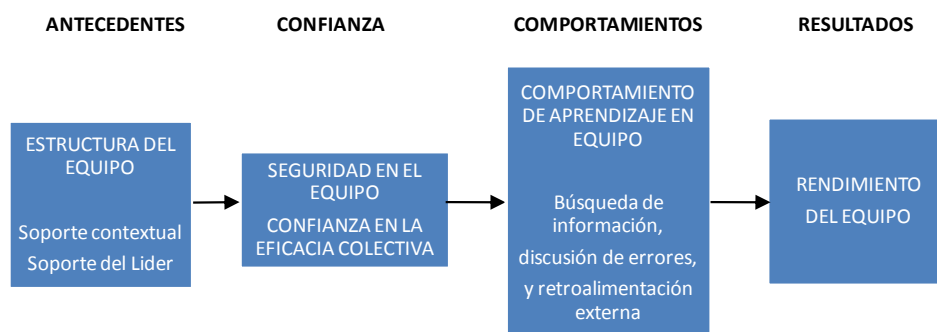 ANTECEDENTES
CONFIANZA
COMPORTAMIENTOS
RESULTADOS
ESTRUCTURA DEL
EQUIPO
Soporte contextual
Soporte del Lider
SEGURIDAD EN EL
EQUIPO
CONFIANZA EN LA
EFICACIA COLECTIVA
COMPORTAMIENTO
DE APRENDIZAJE EN
EQUIPO
Búsqueda de
información,
discusión de errores,
y retroalimentación
externa
RENDIMIENTO
DEL EQUIPO